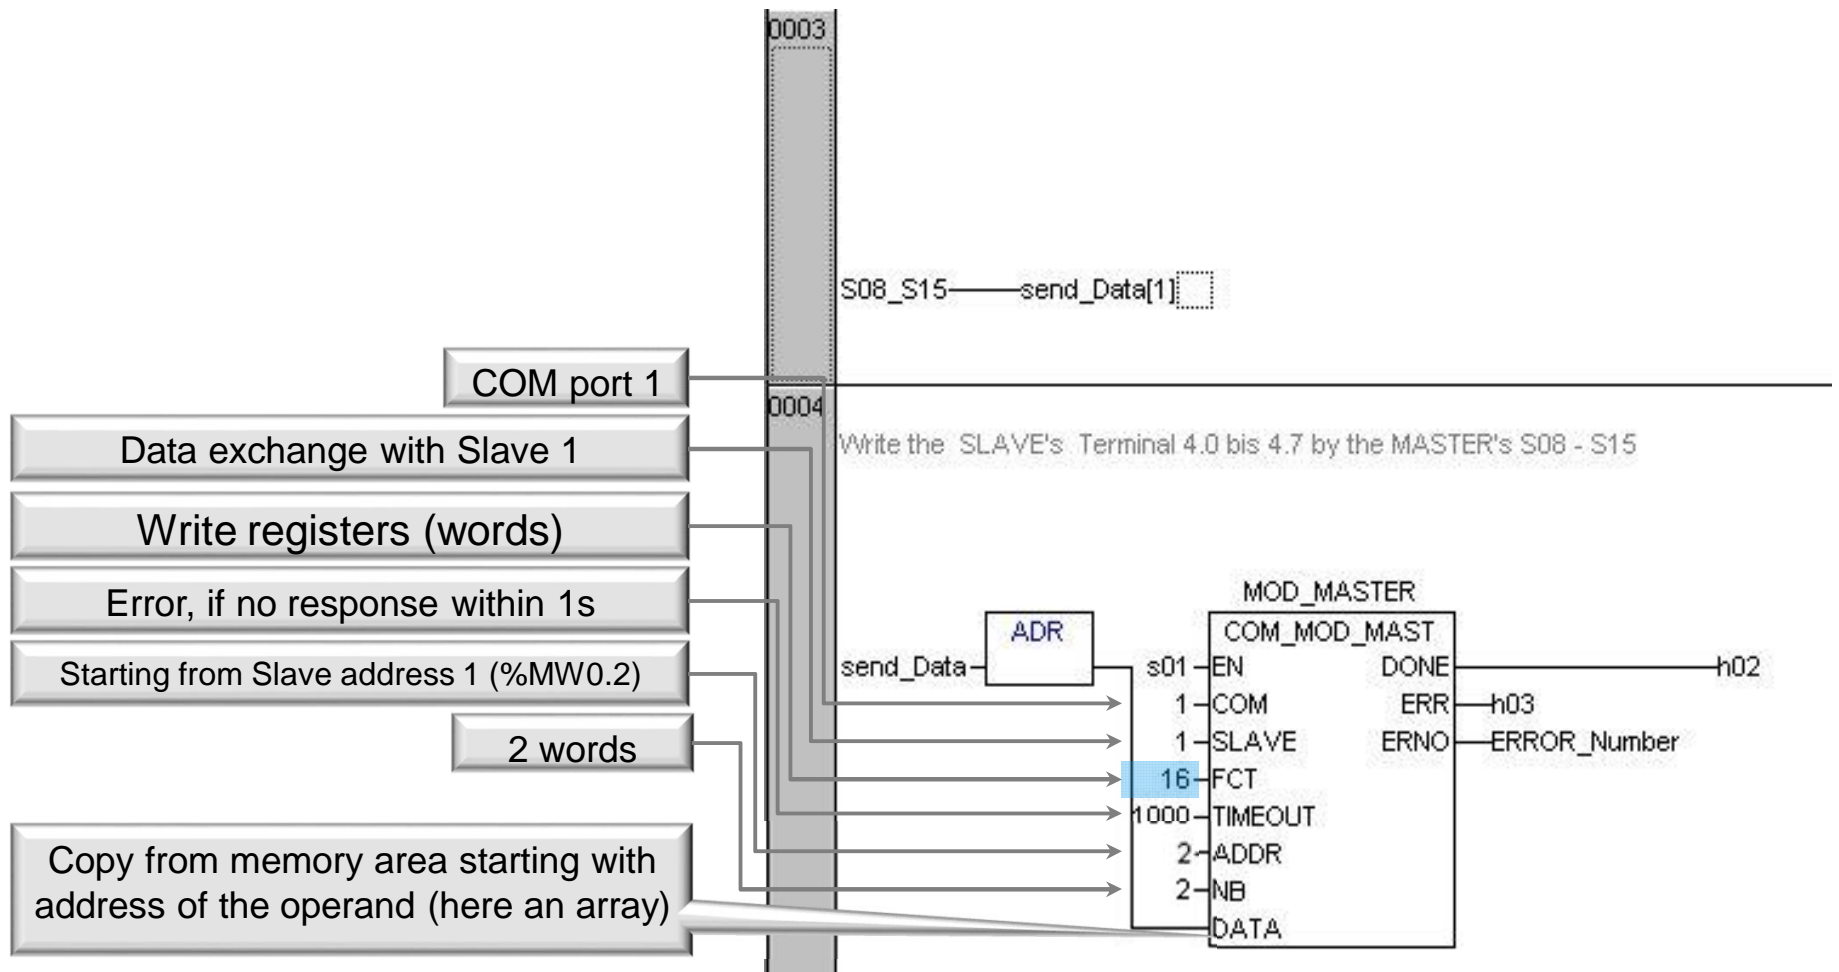 0003
S08_S15 send_Data[1]
COM port 1
0004
Data exchange with Slave 1
Write the SLAVE's Terminal 4.0 bis 4.7 by the MASTER's S08 - S15
Write registers (words)
Error, if no response within 1s
Starting from Slave address 1 (%MW0.2)
2 words
Copy from memory area starting with
address of the operand (here an array)
MOD_MASTER
ADR
COM_MOD_MAST
send_Data s01 EN DONE h02
1 COM ERR h03
1 SLAVE ERNO ERROR_Number
16 FCT
1000 TIMEOUT
2 ADDR
2 NB
DATA